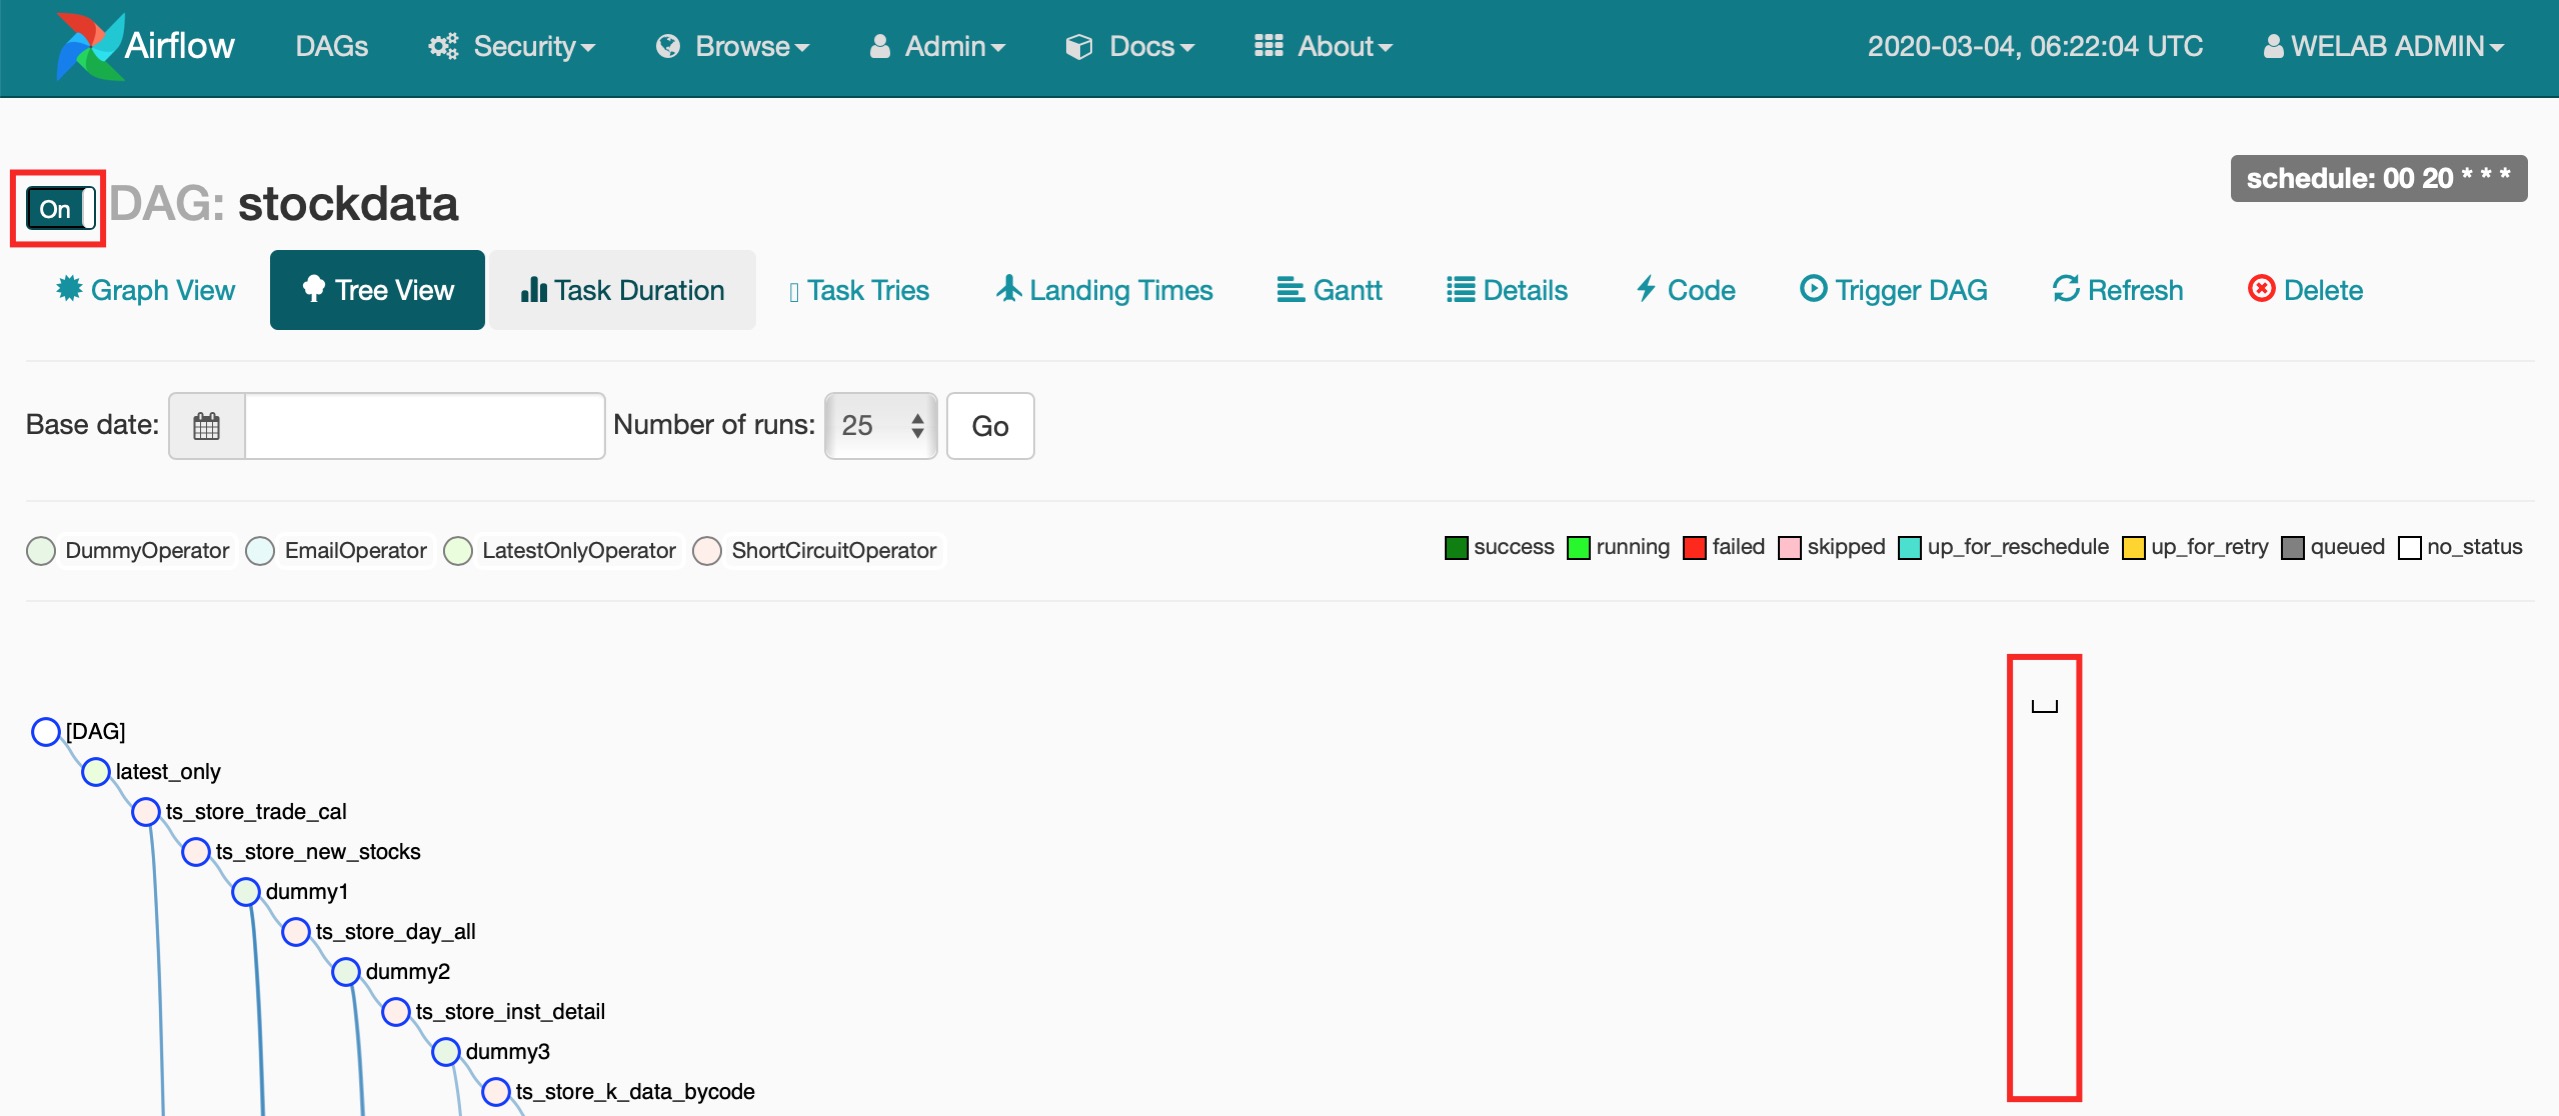 Airflow DAGs Security Browse Admin Docs About 2020-03-04, 06:22:04 UTC WELAB ADMIN
On DAG: stockdata schedule: 00 20 * * *
Graph View Tree View Task Duration Task Tries Landing Times Gantt Details Code Trigger DAG Refresh Delete
Base date: Number of runs: 25 Go
DummyOperator EmailOperator LatestOnlyOperator ShortCircuitOperator success running failed skipped up_for_reschedule up_for_retry queued no_status
[DAG]
latest_only
ts_store_trade_cal
ts_store_new_stocks
dummy1
ts_store_day_all
dummy2
ts_store_inst_detail
dummy3
ts_store_k_data_bycode